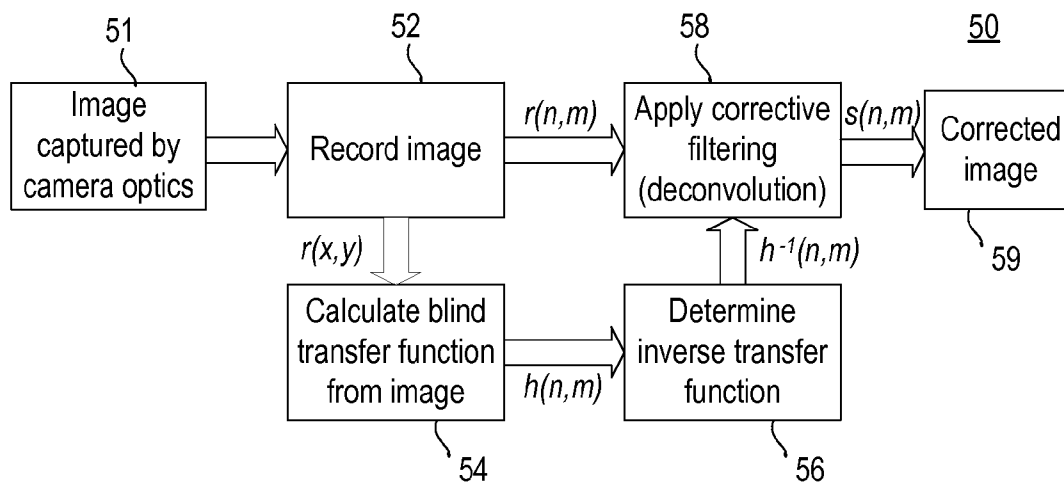 51
52
58
50
Image
captured by
camera optics
Record image
r(n,m)
Apply corrective
filtering
(deconvolution)
s(n,m)
Corrected
image
r(x,y)
h⁻¹(n,m)
59
Calculate blind
transfer function
from image
h(n,m)
Determine
inverse transfer
function
54
56